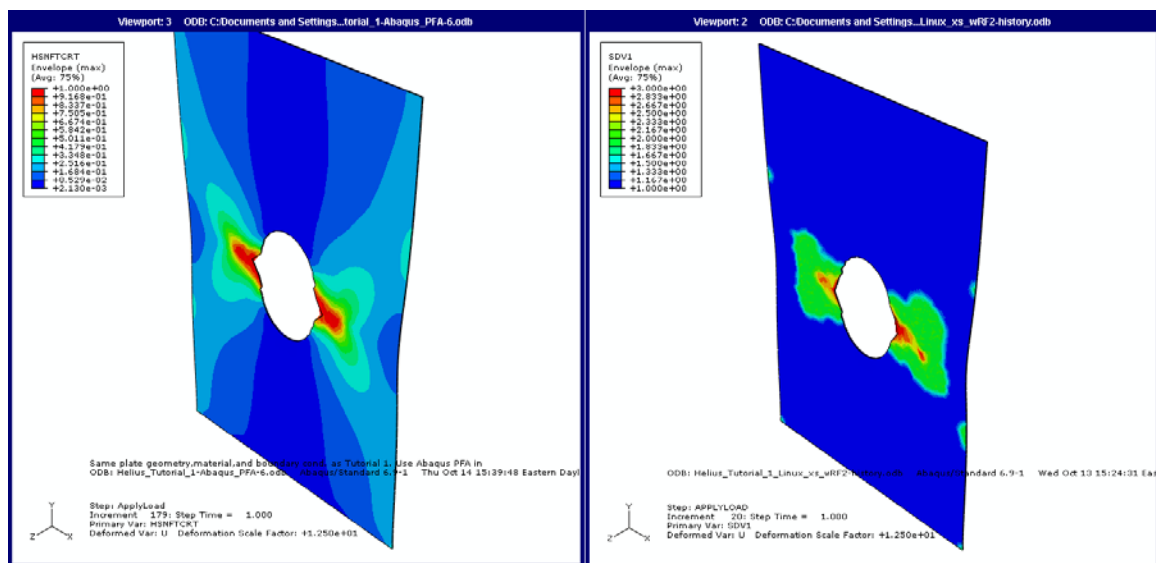 Viewport: 3 ODB: C:/Documents and Settings...torial_1-Abaqus_PFA-6.odb
HSNFTCRT
Envelope (max)
(Avg: 75%)
+1.000e+00
+9.168e-01
+8.337e-01
+7.505e-01
+6.674e-01
+5.842e-01
+5.011e-01
+4.179e-01
+3.348e-01
+2.516e-01
+1.684e-01
+8.529e-02
+2.130e-03
Same plate geometry,material,and boundary cond. as Tutorial 1. Use Abaqus PFA in
ODB: Helius_Tutorial_1-Abaqus_PFA-6.odb Abaqus/Standard 6.9-1 Thu Oct 14 15:39:48 Eastern Dayl
Y
Z
X
Step: ApplyLoad
Increment 179: Step Time = 1.000
Primary Var: HSNFTCRT
Deformed Var: U Deformation Scale Factor: +1.250e+01
Viewport: 2 ODB: C:/Documents and Settings...Linux_xs_wRF2-history.odb
SDV1
Envelope (max)
(Avg: 75%)
+3.000e+00
+2.833e+00
+2.667e+00
+2.500e+00
+2.333e+00
+2.167e+00
+2.000e+00
+1.833e+00
+1.667e+00
+1.500e+00
+1.333e+00
+1.167e+00
+1.000e+00
ODB: Helius_Tutorial_1_Linux_xs_wRF2-history.odb Abaqus/Standard 6.9-1 Wed Oct 13 15:24:31 Eas
Y
Z
X
Step: APPLYLOAD
Increment 20: Step Time = 1.000
Primary Var: SDV1
Deformed Var: U Deformation Scale Factor: +1.250e+01